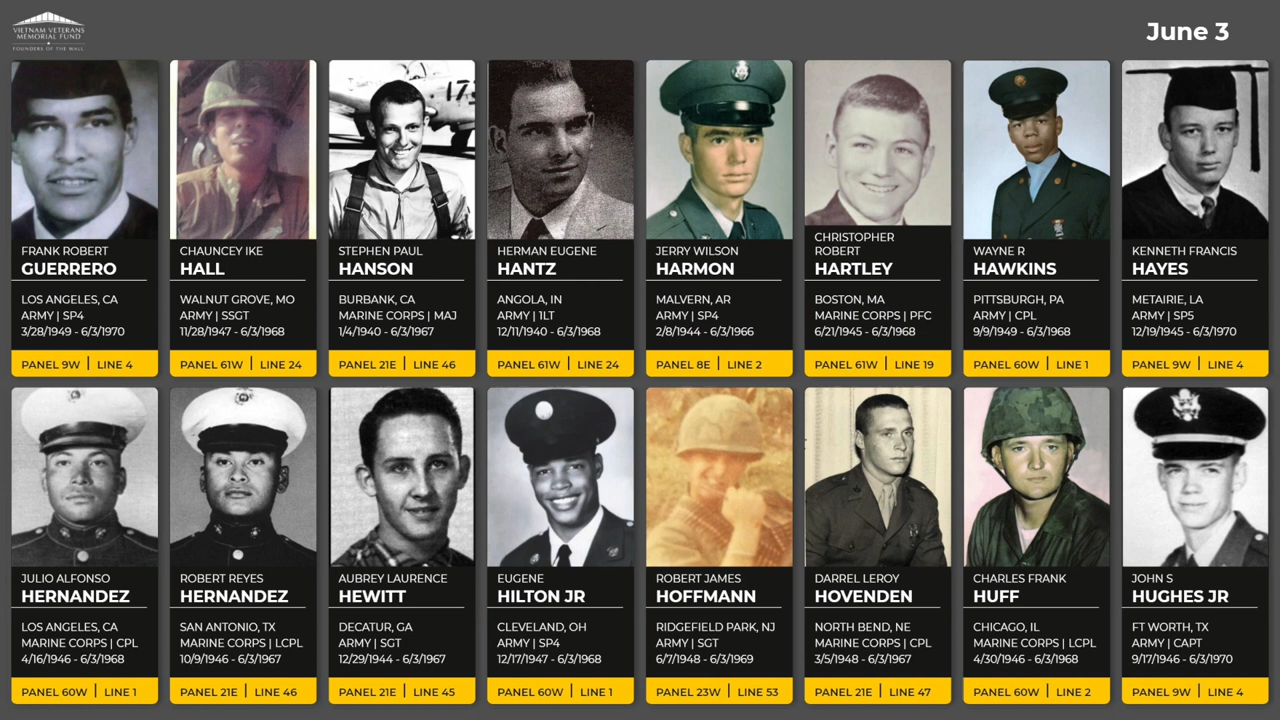 VIETNAM VETERANS
MEMORIAL FUND
FOUNDERS OF THE WALL
June 3
FRANK ROBERT
GUERRERO
LOS ANGELES, CA
ARMY | SP4
3/28/1949 - 6/3/1970
PANEL 9W | LINE 4
CHAUNCEY IKE
HALL
WALNUT GROVE, MO
ARMY | SSGT
11/28/1947 - 6/3/1968
PANEL 61W | LINE 24
173
STEPHEN PAUL
HANSON
BURBANK, CA
MARINE CORPS | MAJ
1/4/1940 - 6/3/1967
PANEL 21E | LINE 46
HERMAN EUGENE
HANTZ
ANGOLA, IN
ARMY | 1LT
12/11/1940 - 6/3/1968
PANEL 61W | LINE 24
JERRY WILSON
HARMON
MALVERN, AR
ARMY | SP4
2/8/1944 - 6/3/1966
PANEL 8E | LINE 2
CHRISTOPHER
ROBERT
HARTLEY
BOSTON, MA
MARINE CORPS | PFC
6/21/1945 - 6/3/1968
PANEL 61W | LINE 19
WAYNE R
HAWKINS
PITTSBURGH, PA
ARMY | CPL
9/9/1949 - 6/3/1968
PANEL 60W | LINE 1
KENNETH FRANCIS
HAYES
METAIRIE, LA
ARMY | SP5
12/19/1945 - 6/3/1970
PANEL 9W | LINE 4
JULIO ALFONSO
HERNANDEZ
LOS ANGELES, CA
MARINE CORPS | CPL
4/16/1946 - 6/3/1968
PANEL 60W | LINE 1
ROBERT REYES
HERNANDEZ
SAN ANTONIO, TX
MARINE CORPS | LCPL
10/9/1946 - 6/3/1967
PANEL 21E | LINE 46
AUBREY LAURENCE
HEWITT
DECATUR, GA
ARMY | SGT
12/29/1944 - 6/3/1967
PANEL 21E | LINE 45
EUGENE
HILTON JR
CLEVELAND, OH
ARMY | SP4
12/17/1947 - 6/3/1968
PANEL 60W | LINE 1
ROBERT JAMES
HOFFMANN
RIDGEFIELD PARK, NJ
ARMY | SGT
6/7/1948 - 6/3/1969
PANEL 23W | LINE 53
DARREL LEROY
HOVENDEN
NORTH BEND, NE
MARINE CORPS | CPL
3/5/1948 - 6/3/1967
PANEL 21E | LINE 47
CHARLES FRANK
HUFF
CHICAGO, IL
MARINE CORPS | LCPL
4/30/1946 - 6/3/1968
PANEL 60W | LINE 2
JOHN S
HUGHES JR
FT WORTH, TX
ARMY | CAPT
9/17/1946 - 6/3/1970
PANEL 9W | LINE 4